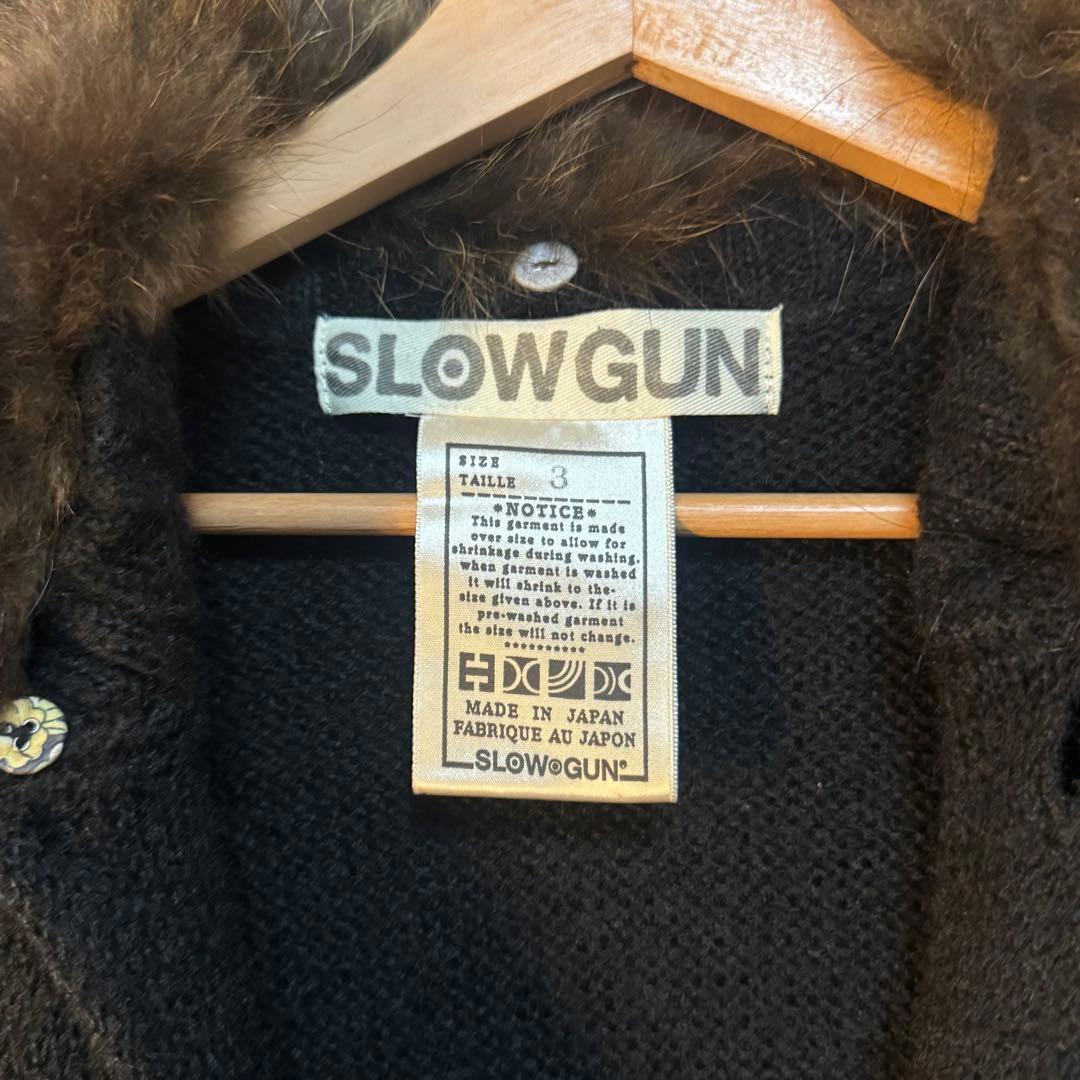 SLOWGUN
SIZE
TAILLE 3
*NOTICE*
This garment is made
over size to allow for
shrinkage during washing.
when garment is washed
it will shrink to the-
size given above. If it is
pre-washed garment
the size will not change.
**********
MADE IN JAPAN
FABRIQUE AU JAPON
SLOWGUN®